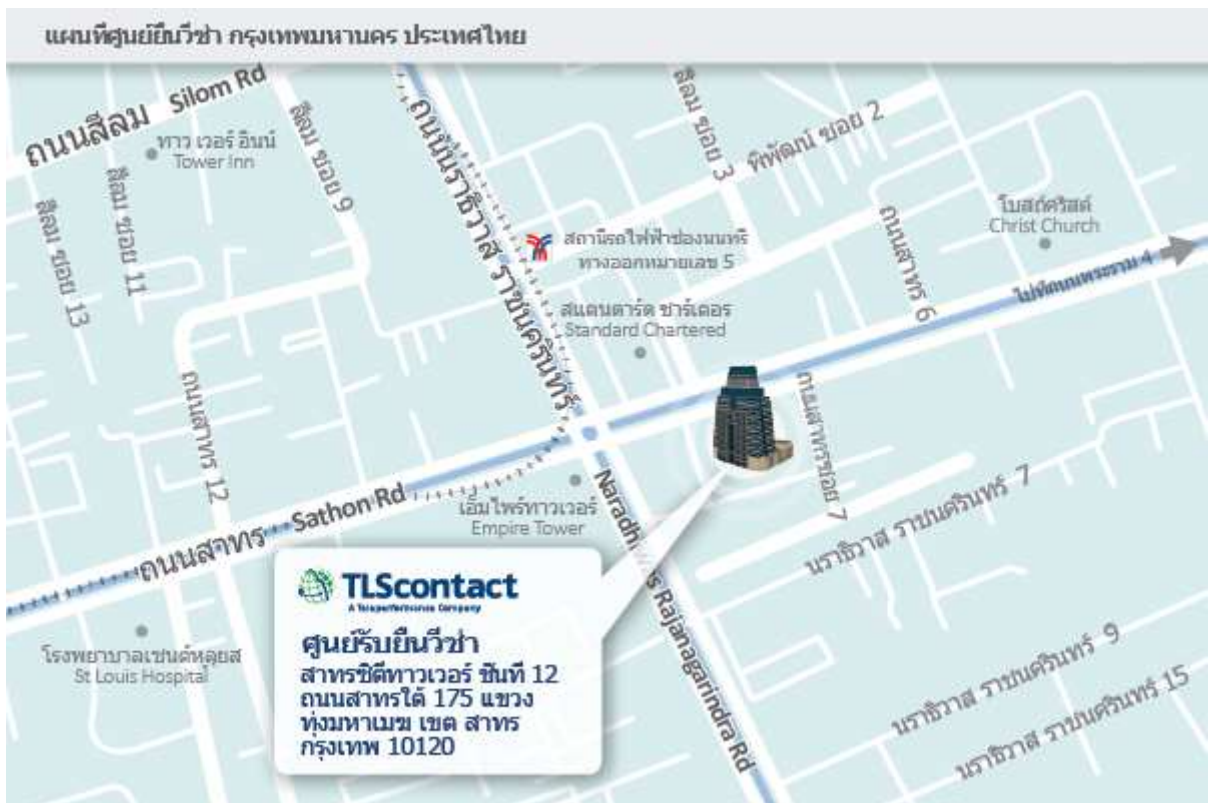 แผนที่ศูนย์ยื่นวีซ่า กรุงเทพมหานคร ประเทศไทย
ถนนสีลม Silom Rd
ทาว เวอร์ อินน์
Tower Inn
สีลม ซอย 9
สีลม ซอย 11
สีลม ซอย 13
ถนนนราธิวาส ราชนครินทร์
สีลม ซอย 3
พิพัฒน์ ซอย 2
สถานีรถไฟฟ้าช่องนนทรี
ทางออกหมายเลข 5
ถนนสาทร 6
โบสถ์คริสต์
Christ Church
ไปตัดถนนพระราม 4
สแตนดาร์ด ชาร์เตอร์
Standard Chartered
ถนนสาทร 12
ถนนสาทรซอย 7
นราธิวาส ราชนครินทร์ 7
เอ็มไพร์ทาวเวอร์
Empire Tower
ถนนสาทร Sathon Rd
Naradhiwas Rajanagarindra Rd
TLScontact
A Teleperformance Company
ศูนย์รับยื่นวีซ่า
สาทรซิตีทาวเวอร์ ชั้นที่ 12
ถนนสาทรใต้ 175 แขวง
ทุ่งมหาเมฆ เขต สาทร
กรุงเทพ 10120
โรงพยาบาลเซนต์หลุยส์
St Louis Hospital
นราธิวาส ราชนครินทร์ 9
นราธิวาส ราชนครินทร์ 15